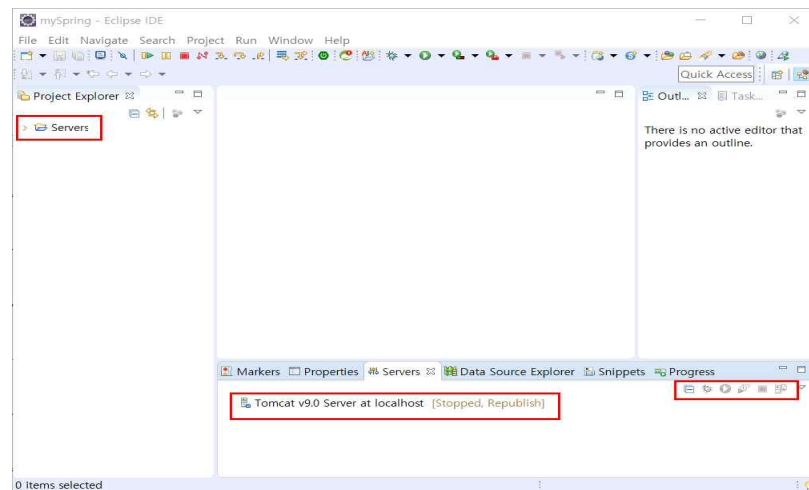 mySpring - Eclipse IDE
File Edit Navigate Search Project Run Window Help
Quick Access
Project Explorer
Servers
Outl... Task...
There is no active editor that
provides an outline.
Markers Properties Servers Data Source Explorer Snippets Progress
Tomcat v9.0 Server at localhost [Stopped, Republish]
0 items selected